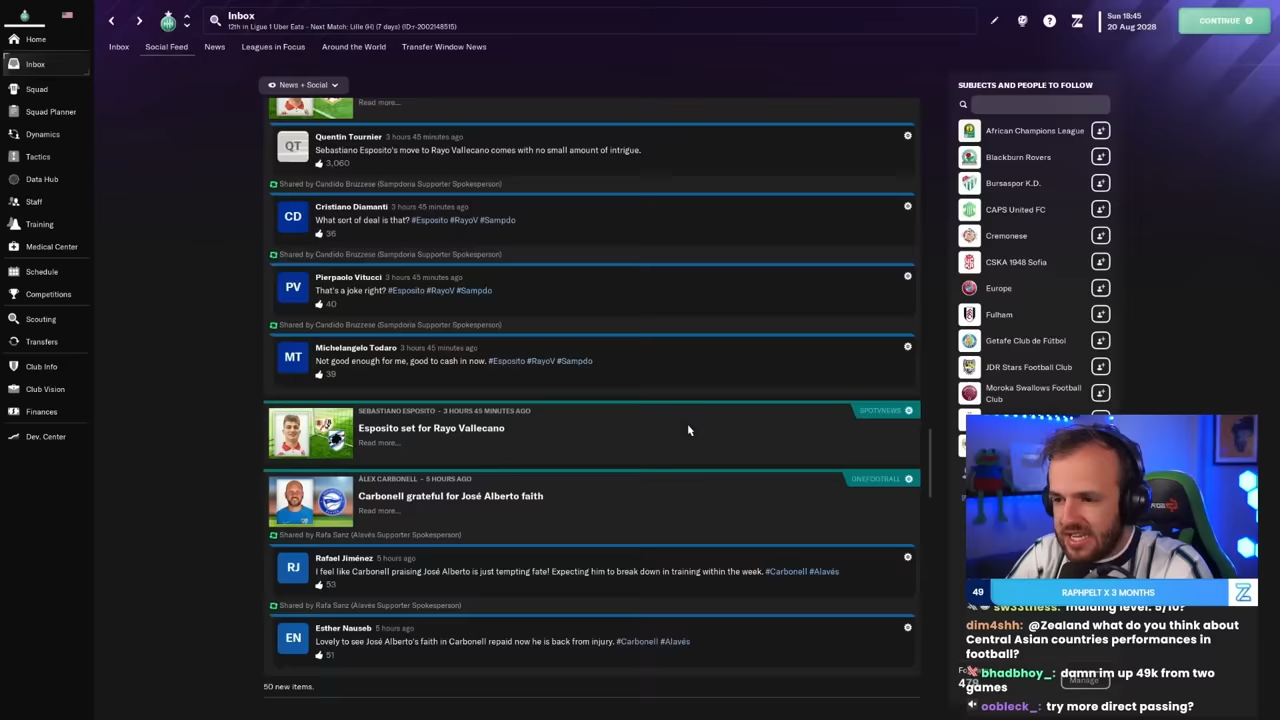 Inbox
12th in Ligue 1 Uber Eats - Next Match: Lille (H) (7 days) (ID:r-2002148515)
Sun 18:45
20 Aug 2028
CONTINUE
Home
Inbox
Squad
Squad Planner
Dynamics
Tactics
Data Hub
Staff
Training
Medical Center
Schedule
Competitions
Scouting
Transfers
Club Info
Club Vision
Finances
Dev. Center
Inbox
Social Feed
News
Leagues in Focus
Around the World
Transfer Window News
News + Social
Read more...
QT
Quentin Tournier 3 hours 45 minutes ago
Sebastiano Esposito's move to Rayo Vallecano comes with no small amount of intrigue.
3,060
Shared by Candido Bruzzese (Sampdoria Supporter Spokesperson)
CD
Cristiano Diamanti 3 hours 45 minutes ago
What sort of deal is that? #Esposito #RayoV #Sampdo
36
Shared by Candido Bruzzese (Sampdoria Supporter Spokesperson)
PV
Pierpaolo Vitucci 3 hours 45 minutes ago
That's a joke right? #Esposito #RayoV #Sampdo
40
Shared by Candido Bruzzese (Sampdoria Supporter Spokesperson)
MT
Michelangelo Todaro 3 hours 45 minutes ago
Not good enough for me, good to cash in now. #Esposito #RayoV #Sampdo
39
SEBASTIANO ESPOSITO - 3 HOURS 45 MINUTES AGO
SPOTVNEWS
Esposito set for Rayo Vallecano
Read more...
ÀLEX CARBONELL - 5 HOURS AGO
ONEFOOTBALL
Carbonell grateful for José Alberto faith
Read more...
Shared by Rafa Sanz (Alavés Supporter Spokesperson)
RJ
Rafael Jiménez 5 hours ago
I feel like Carbonell praising José Alberto is just tempting fate! Expecting him to break down in training within the week. #Carbonell #Alavés
53
Shared by Rafa Sanz (Alavés Supporter Spokesperson)
EN
Esther Nauseb 5 hours ago
Lovely to see José Alberto's faith in Carbonell repaid now he is back from injury. #Carbonell #Alavés
51
50 new items.
SUBJECTS AND PEOPLE TO FOLLOW
African Champions League
Blackburn Rovers
Bursaspor K.D.
CAPS United FC
Cremonese
CSKA 1948 Sofia
Europe
Fulham
Getafe Club de Fútbol
JDR Stars Football Club
Moroka Swallows Football
Club
49
RAPHPELT X 3 MONTHS
sw33tness: malding level: 5/10?
dim4shh: @Zealand what do you think about
Central Asian countries performances in
football?
bhadbhoy_: damn im up 49k from two
games
Manage
oobleck_: try more direct passing?